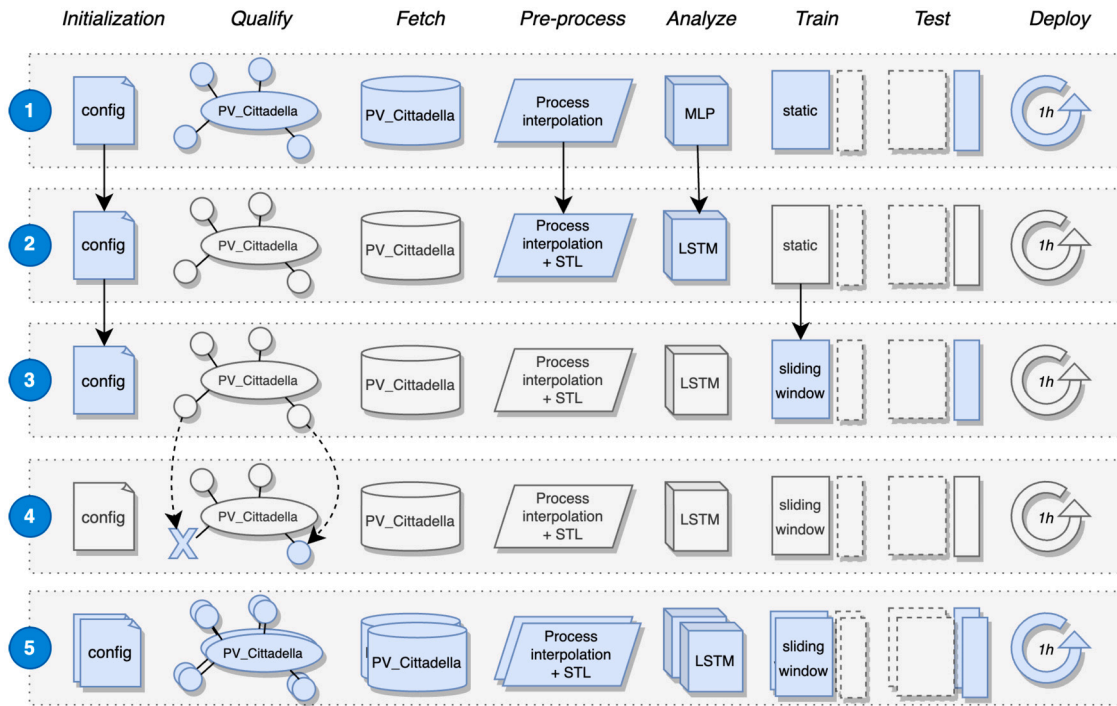 Initialization Qualify Fetch Pre-process Analyze Train Test Deploy
1
config
PV_Cittadella
PV_Cittadella
Process
interpolation
MLP
static
1h
2
config
PV_Cittadella
PV_Cittadella
Process
interpolation
+ STL
LSTM
static
1h
3
config
PV_Cittadella
PV_Cittadella
Process
interpolation
+ STL
LSTM
sliding
window
1h
4
config
X
PV_Cittadella
PV_Cittadella
Process
interpolation
+ STL
LSTM
sliding
window
1h
5
config
PV_Cittadella
PV_Cittadella
Process
interpolation
+ STL
LSTM
sliding
window
1h